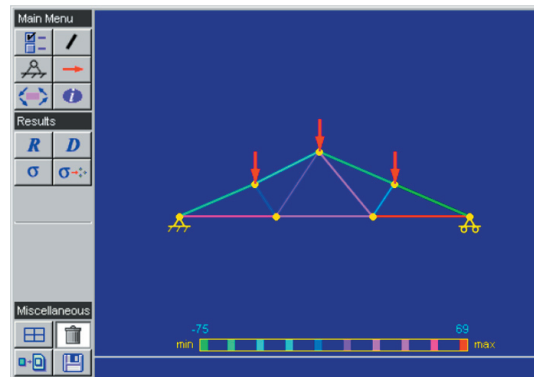 Main Menu
Results
R D
σ σ
Miscellaneous
-75 69
min max